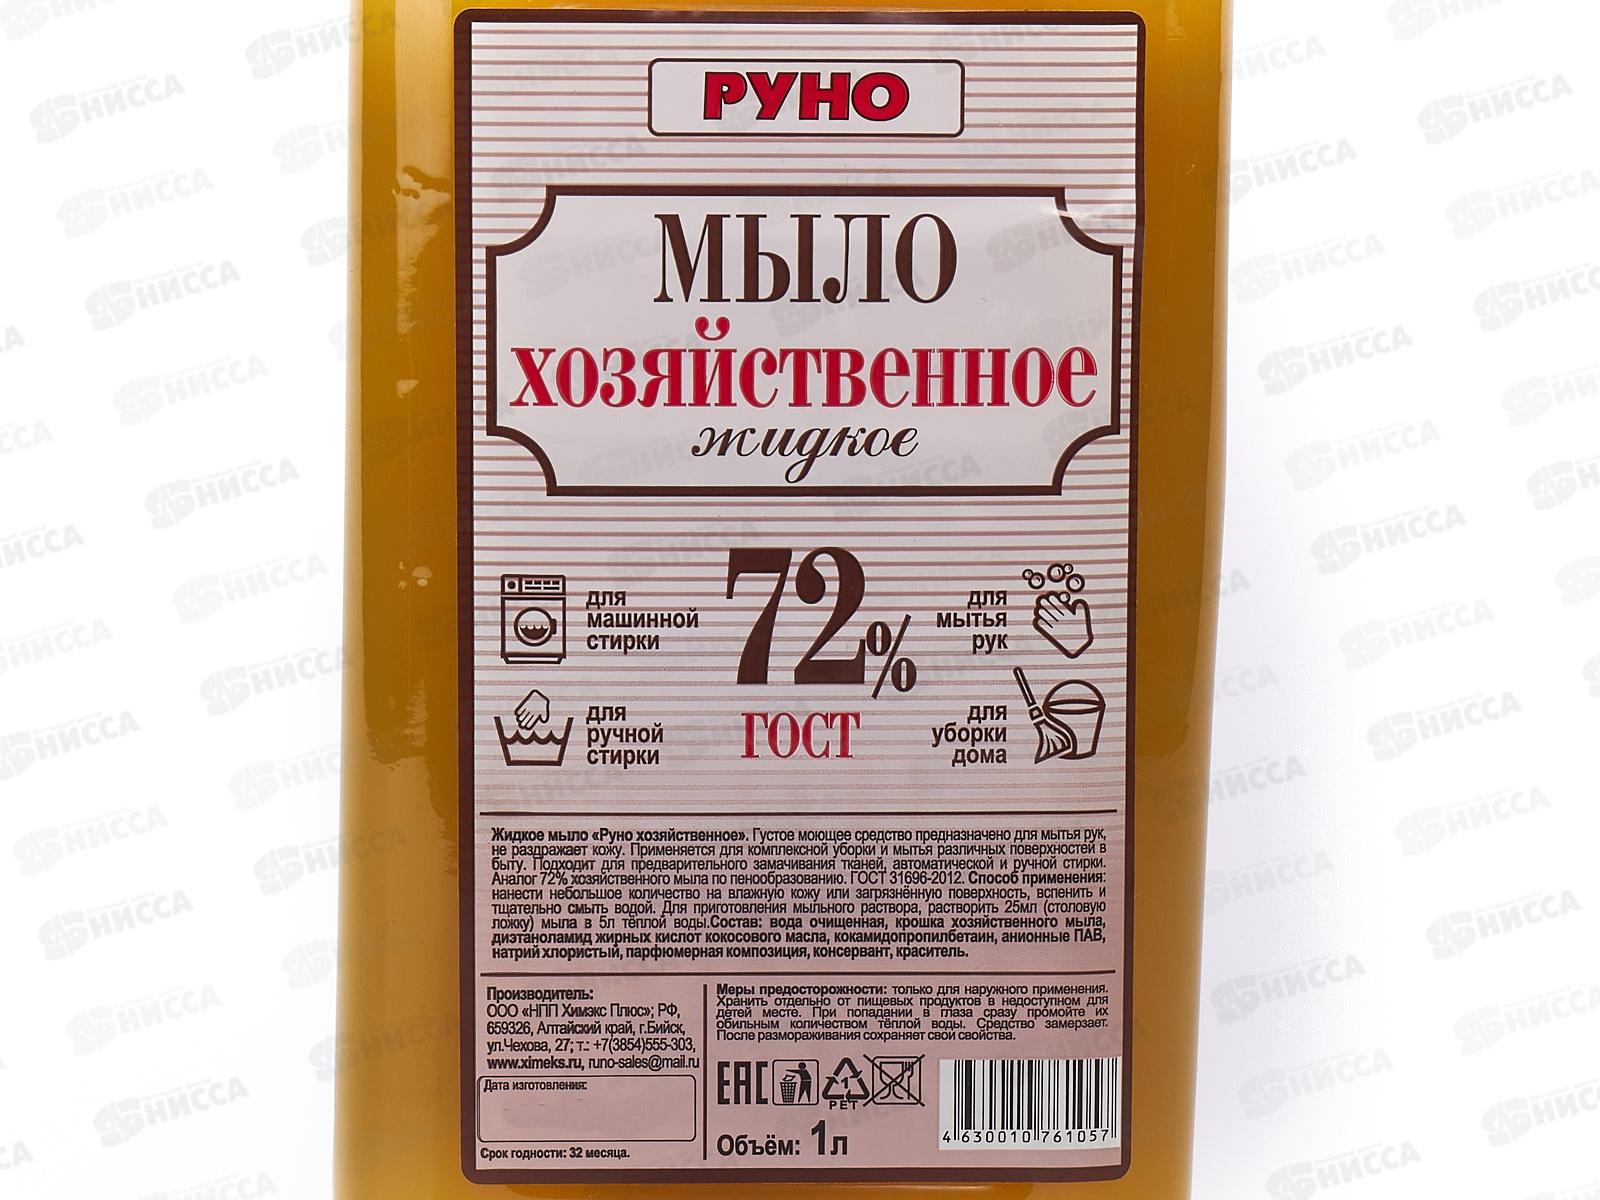 РУНО
МЫЛО
хозяйственное
жидкое
72%
ГОСТ
для
машинной
стирки
для
ручной
стирки
для
мытья
рук
для
уборки
дома
Жидкое мыло «Руно хозяйственное». Густое моющее средство предназначено для мытья рук,
не раздражает кожу. Применяется для комплексной уборки и мытья различных поверхностей в
быту. Подходит для предварительного замачивания тканей, автоматической и ручной стирки.
Аналог 72% хозяйственного мыла по пенообразованию. ГОСТ 31696-2012. Способ применения:
нанести небольшое количество на влажную кожу или загрязнённую поверхность, вспенить и
тщательно смыть водой. Для приготовления мыльного раствора, растворить 25мл (столовую
ложку) мыла в 5л тёплой воды.Состав: вода очищенная, крошка хозяйственного мыла,
диэтаноламид жирных кислот кокосового масла, кокамидопропилбетаин, анионные ПАВ,
натрий хлористый, парфюмерная композиция, консервант, краситель.
Производитель:
ООО «НПП Химэкс Плюс»; РФ,
659326, Алтайский край, г.Бийск,
ул.Чехова, 27; т.: +7(3854)555-303,
www.ximeks.ru, runo-sales@mail.ru
Дата изготовления:
Срок годности: 32 месяца.
Меры предосторожности: только для наружного применения.
Хранить отдельно от пищевых продуктов в недоступном для
детей месте. При попадании в глаза сразу промойте их
обильным количеством тёплой воды. Средство замерзает.
После размораживания сохраняет свои свойства.
EAC
1
PET
Объём: 1л
4 630010 761057
НИССА